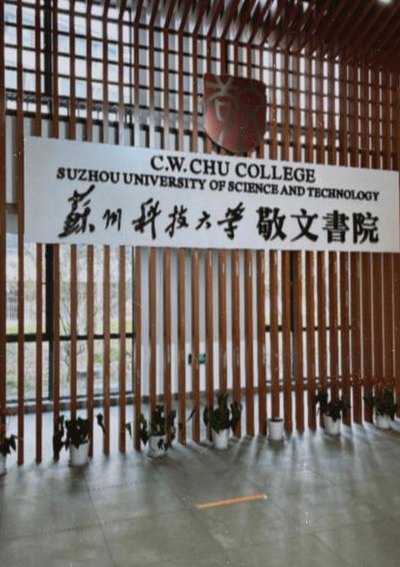 C.W. CHU COLLEGE
SUZHOU UNIVERSITY OF SCIENCE AND TECHNOLOGY
蘇州科技大學 敬文書院